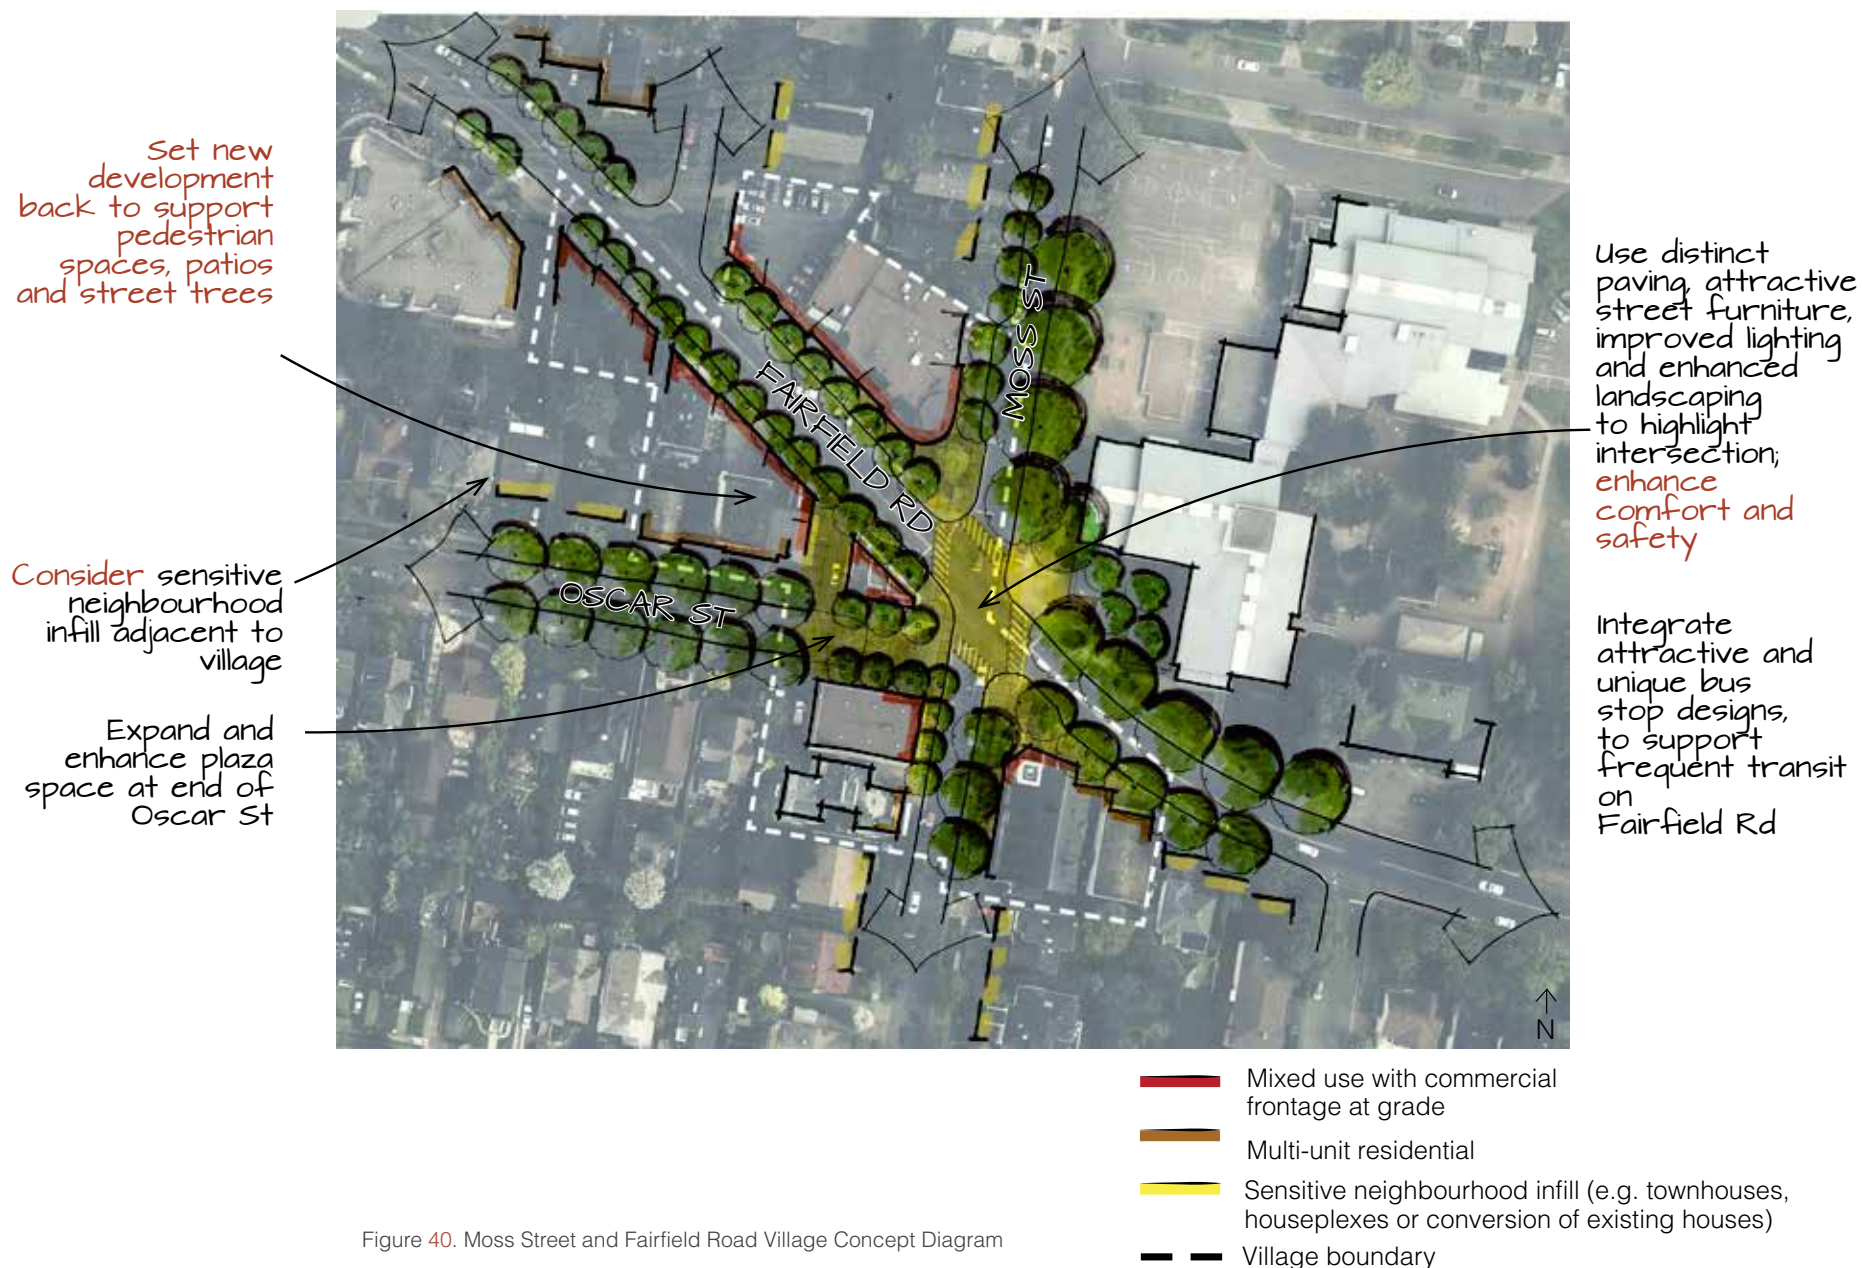 Set new
development
back to support
pedestrian
spaces, patios
and street trees
Consider sensitive
neighbourhood
infill adjacent to
village
Expand and
enhance plaza
space at end of
Oscar St
FAIRFIELD RD
MOSS ST
OSCAR ST
N
Use distinct
paving, attractive
street furniture,
improved lighting
and enhanced
landscaping
to highlight
intersection;
enhance
comfort and
safety
Integrate
attractive and
unique bus
stop designs,
to support
frequent transit
on
Fairfield Rd
Mixed use with commercial
frontage at grade
Multi-unit residential
Sensitive neighbourhood infill (e.g. townhouses,
houseplexes or conversion of existing houses)
Village boundary
Figure 40. Moss Street and Fairfield Road Village Concept Diagram